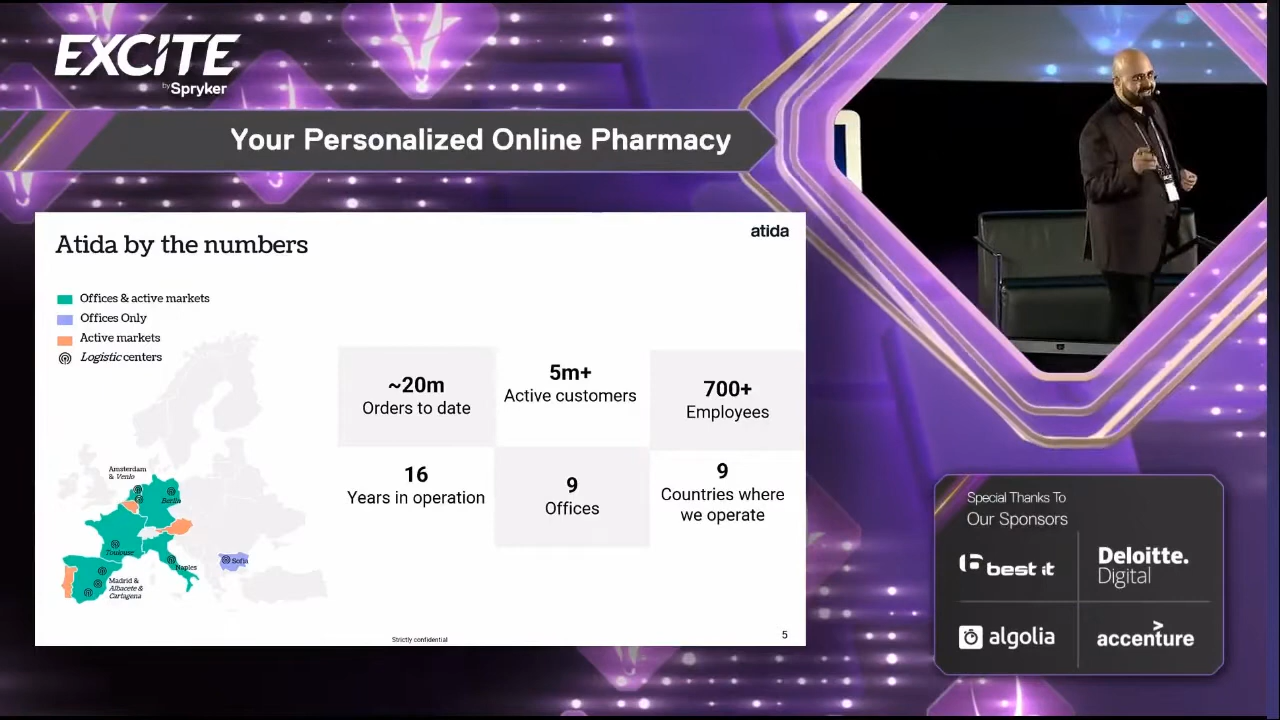 EXCITE
by Spryker
Your Personalized Online Pharmacy
Atida by the numbers
atida
Offices & active markets
Offices Only
Active markets
Logistic centers
~20m
Orders to date
5m+
Active customers
700+
Employees
16
Years in operation
9
Offices
9
Countries where
we operate
Amsterdam
& Venlo
Berlin
Toulouse
Naples
Sofia
Madrid &
Albacete &
Cartagena
Strictly confidential
5
Special Thanks To
Our Sponsors
best it
Deloitte.
Digital
algolia
accenture